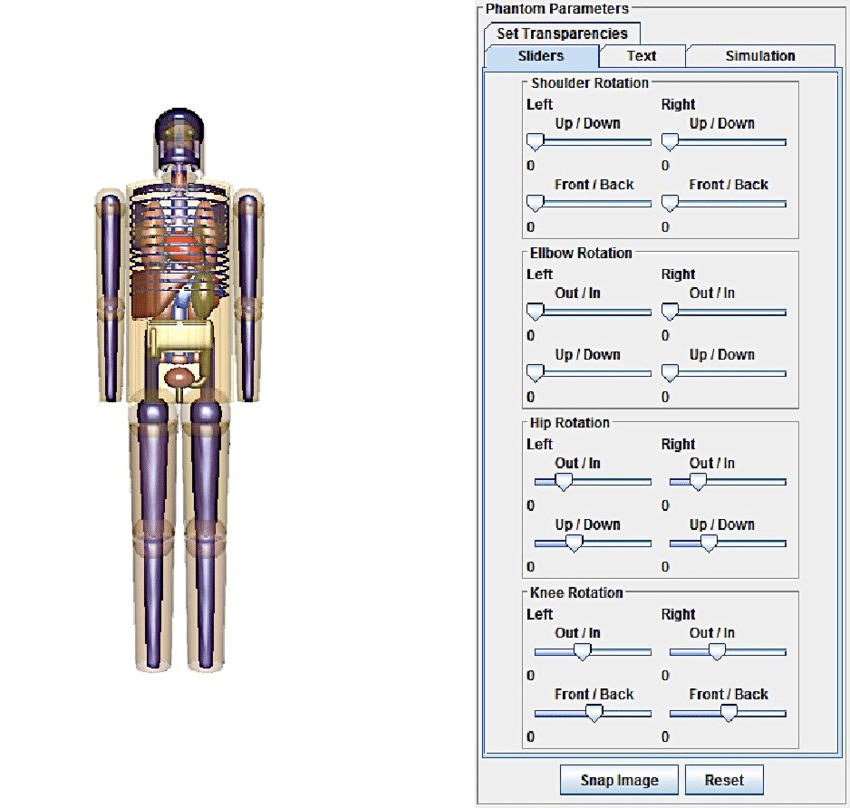 Phantom Parameters
Set Transparencies
Sliders Text Simulation
Shoulder Rotation
Left Right
Up / Down Up / Down
0 0
Front / Back Front / Back
0 0
Ellbow Rotation
Left Right
Out / In Out / In
0 0
Up / Down Up / Down
0 0
Hip Rotation
Left Right
Out / In Out / In
0 0
Up / Down Up / Down
0 0
Knee Rotation
Left Right
Out / In Out / In
0 0
Front / Back Front / Back
0 0
Snap Image Reset